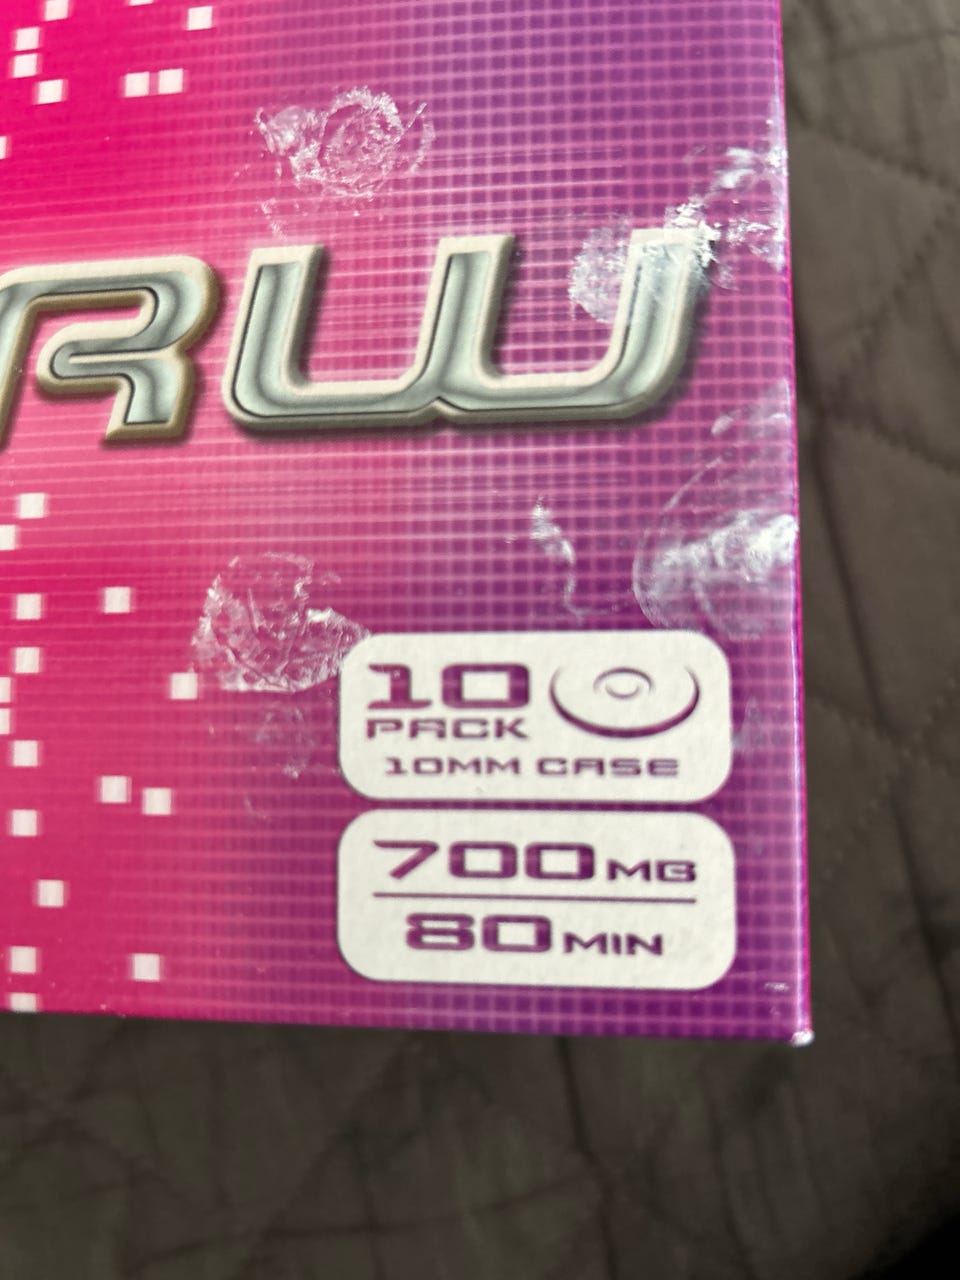 RW
10
PACK
10MM CASE
700MB
80MIN